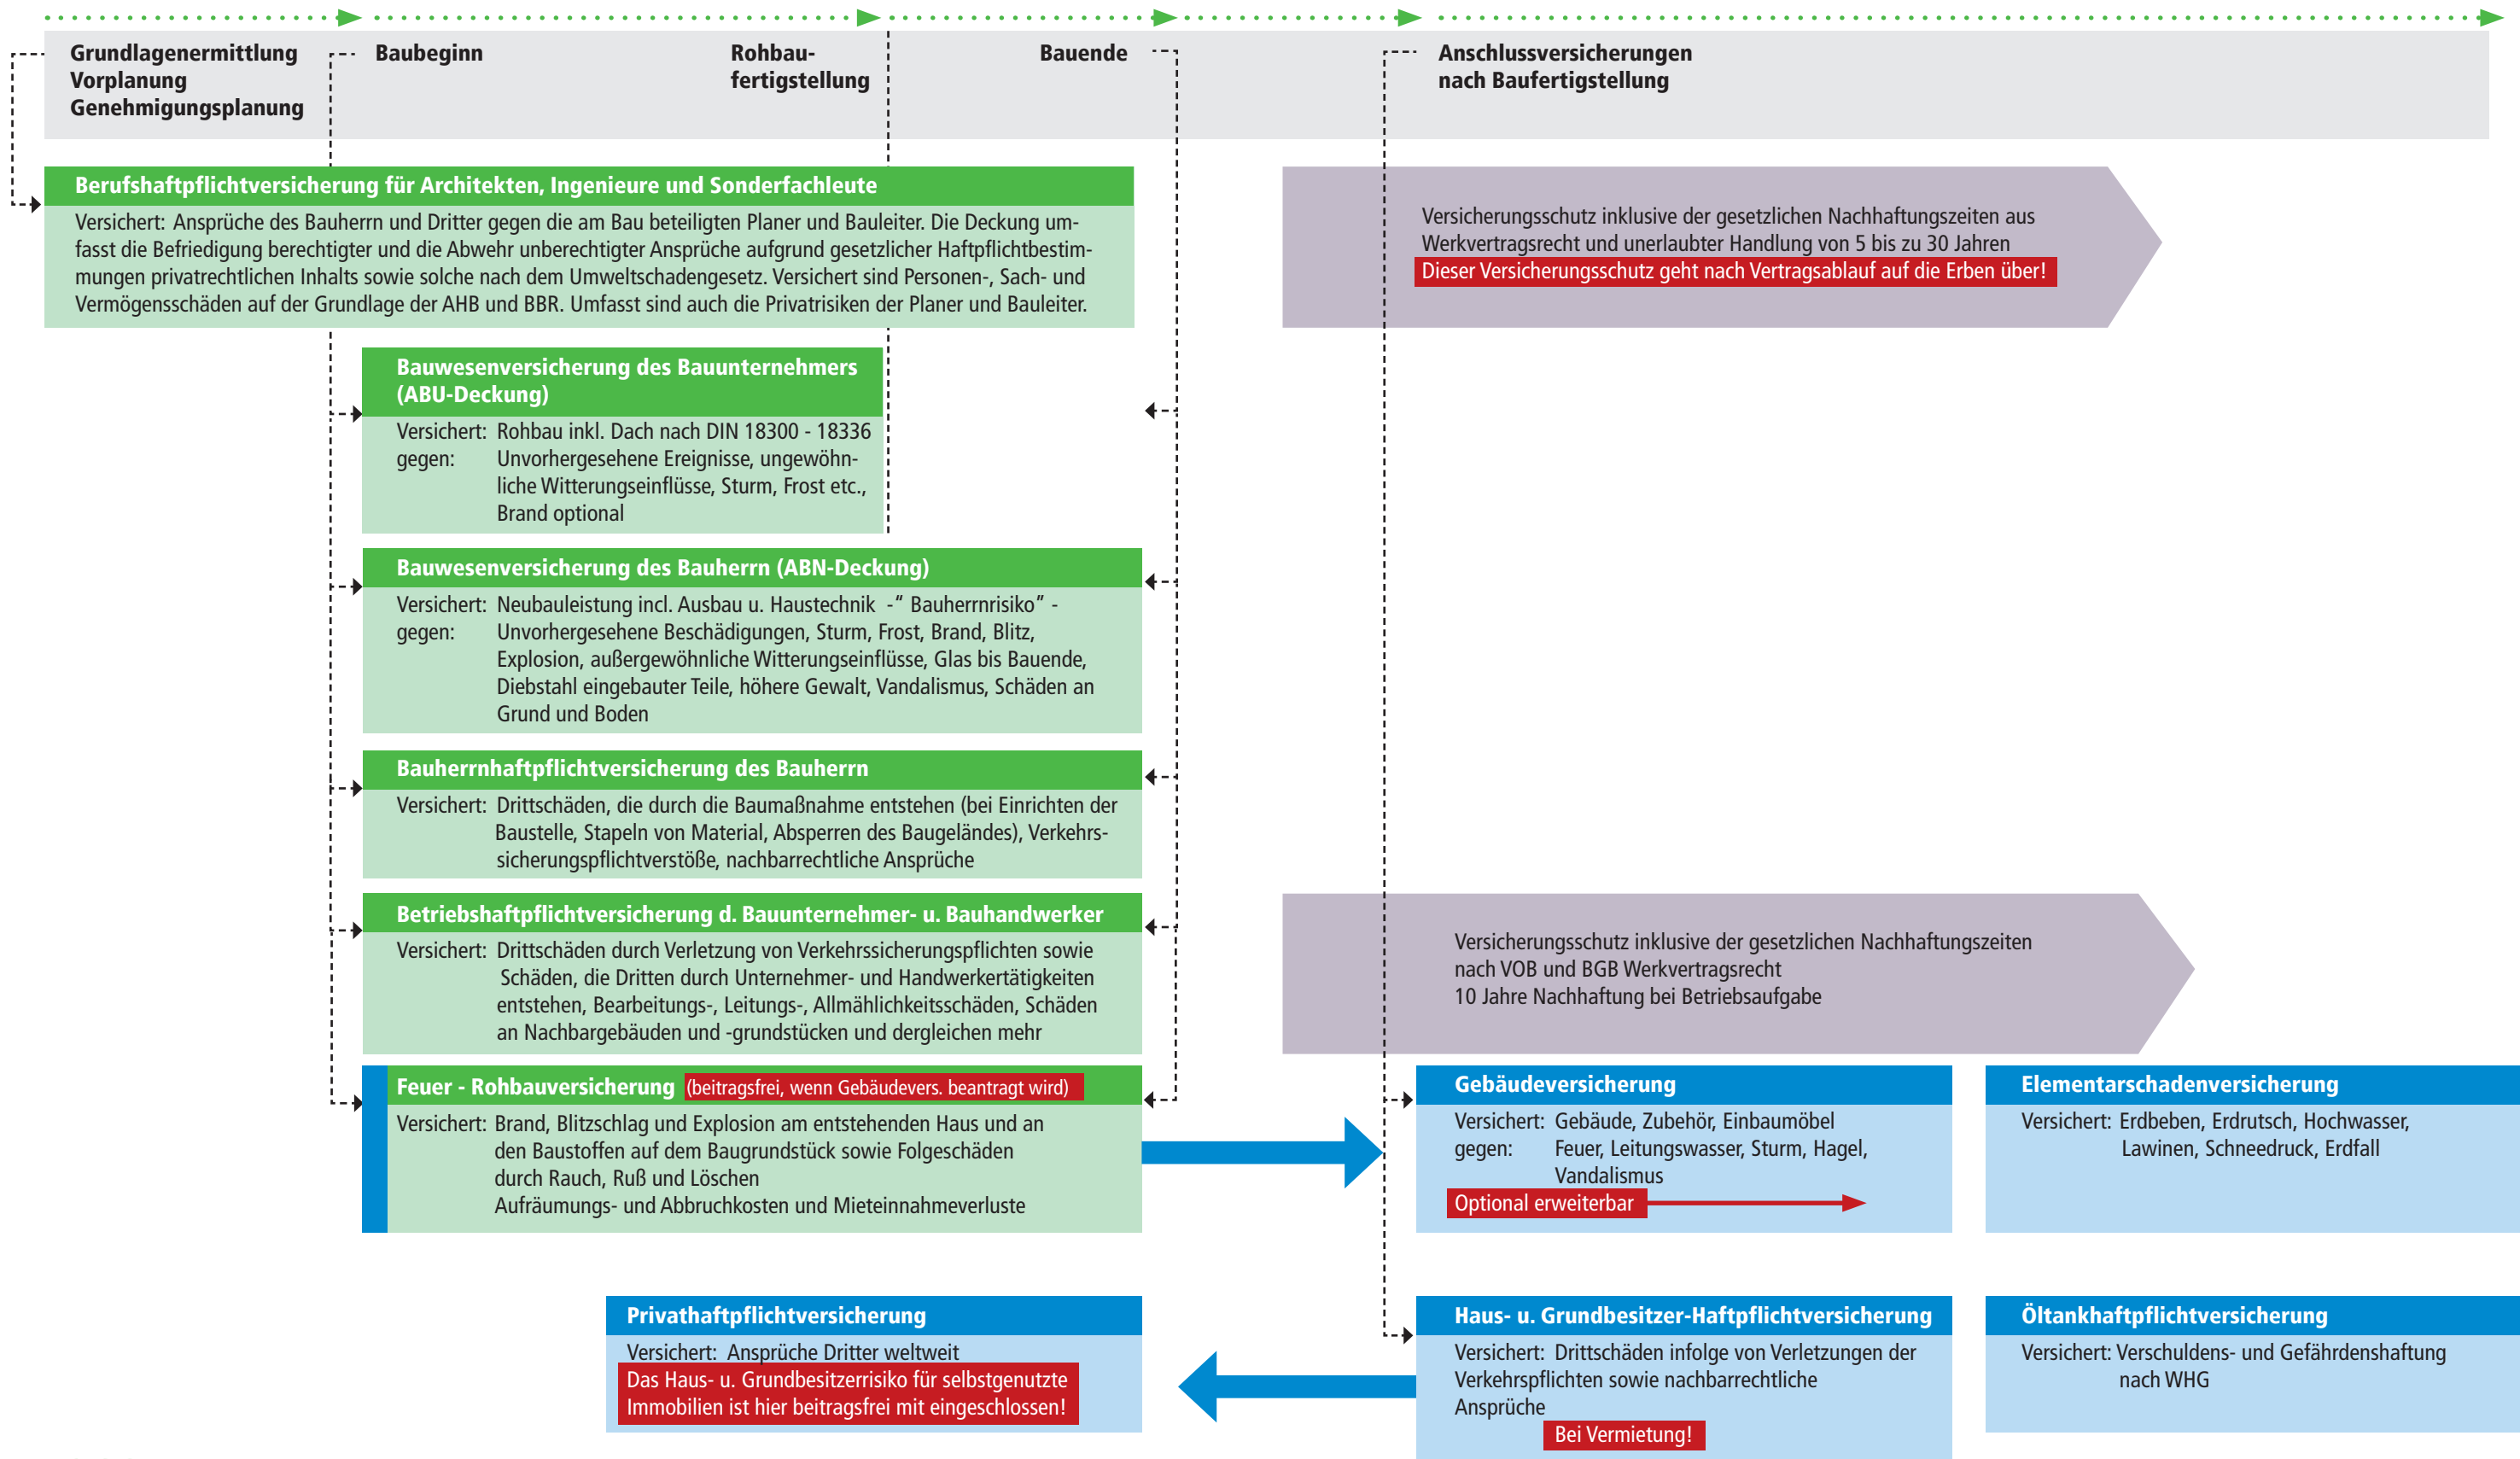 Grundlagenermittlung
Vorplanung
Genehmigungsplanung
Baubeginn
Rohbau-
fertigstellung
Bauende
Anschlussversicherungen
nach Baufertigstellung
Berufshaftpflichtversicherung für Architekten, Ingenieure und Sonderfachleute
Versichert: Ansprüche des Bauherrn und Dritter gegen die am Bau beteiligten Planer und Bauleiter. Die Deckung um-
fasst die Befriedigung berechtigter und die Abwehr unberechtigter Ansprüche aufgrund gesetzlicher Haftpflichtbestim-
mungen privatrechtlichen Inhalts sowie solche nach dem Umweltschadengesetz. Versichert sind Personen-, Sach- und
Vermögensschäden auf der Grundlage der AHB und BBR. Umfasst sind auch die Privatrisiken der Planer und Bauleiter.
Versicherungsschutz inklusive der gesetzlichen Nachhaftungszeiten aus
Werkvertragsrecht und unerlaubter Handlung von 5 bis zu 30 Jahren
Dieser Versicherungsschutz geht nach Vertragsablauf auf die Erben über!
Bauwesenversicherung des Bauunternehmers
(ABU-Deckung)
Versichert: Rohbau inkl. Dach nach DIN 18300 - 18336
gegen: Unvorhergesehene Ereignisse, ungewöhn-
liche Witterungseinflüsse, Sturm, Frost etc.,
Brand optional
Bauwesenversicherung des Bauherrn (ABN-Deckung)
Versichert: Neubauleistung incl. Ausbau u. Haustechnik -“ Bauherrnrisiko” -
gegen: Unvorhergesehene Beschädigungen, Sturm, Frost, Brand, Blitz,
Explosion, außergewöhnliche Witterungseinflüsse, Glas bis Bauende,
Diebstahl eingebauter Teile, höhere Gewalt, Vandalismus, Schäden an
Grund und Boden
Bauherrnhaftpflichtversicherung des Bauherrn
Versichert: Drittschäden, die durch die Baumaßnahme entstehen (bei Einrichten der
Baustelle, Stapeln von Material, Absperren des Baugeländes), Verkehrs-
sicherungspflichtverstöße, nachbarrechtliche Ansprüche
Betriebshaftpflichtversicherung d. Bauunternehmer- u. Bauhandwerker
Versichert: Drittschäden durch Verletzung von Verkehrssicherungspflichten sowie
Schäden, die Dritten durch Unternehmer- und Handwerkertätigkeiten
entstehen, Bearbeitungs-, Leitungs-, Allmählichkeitsschäden, Schäden
an Nachbargebäuden und -grundstücken und dergleichen mehr
Versicherungsschutz inklusive der gesetzlichen Nachhaftungszeiten
nach VOB und BGB Werkvertragsrecht
10 Jahre Nachhaftung bei Betriebsaufgabe
Feuer - Rohbauversicherung (beitragsfrei, wenn Gebäudevers. beantragt wird)
Versichert: Brand, Blitzschlag und Explosion am entstehenden Haus und an
den Baustoffen auf dem Baugrundstück sowie Folgeschäden
durch Rauch, Ruß und Löschen
Aufräumungs- und Abbruchkosten und Mieteinnahmeverluste
Gebäudeversicherung
Versichert: Gebäude, Zubehör, Einbaumöbel
gegen: Feuer, Leitungswasser, Sturm, Hagel,
Vandalismus
Optional erweiterbar
Elementarschadenversicherung
Versichert: Erdbeben, Erdrutsch, Hochwasser,
Lawinen, Schneedruck, Erdfall
Privathaftpflichtversicherung
Versichert: Ansprüche Dritter weltweit
Das Haus- u. Grundbesitzerrisiko für selbstgenutzte
Immobilien ist hier beitragsfrei mit eingeschlossen!
Haus- u. Grundbesitzer-Haftpflichtversicherung
Versichert: Drittschäden infolge von Verletzungen der
Verkehrspflichten sowie nachbarrechtliche
Ansprüche
Bei Vermietung!
Öltankhaftpflichtversicherung
Versichert: Verschuldens- und Gefährdenshaftung
nach WHG